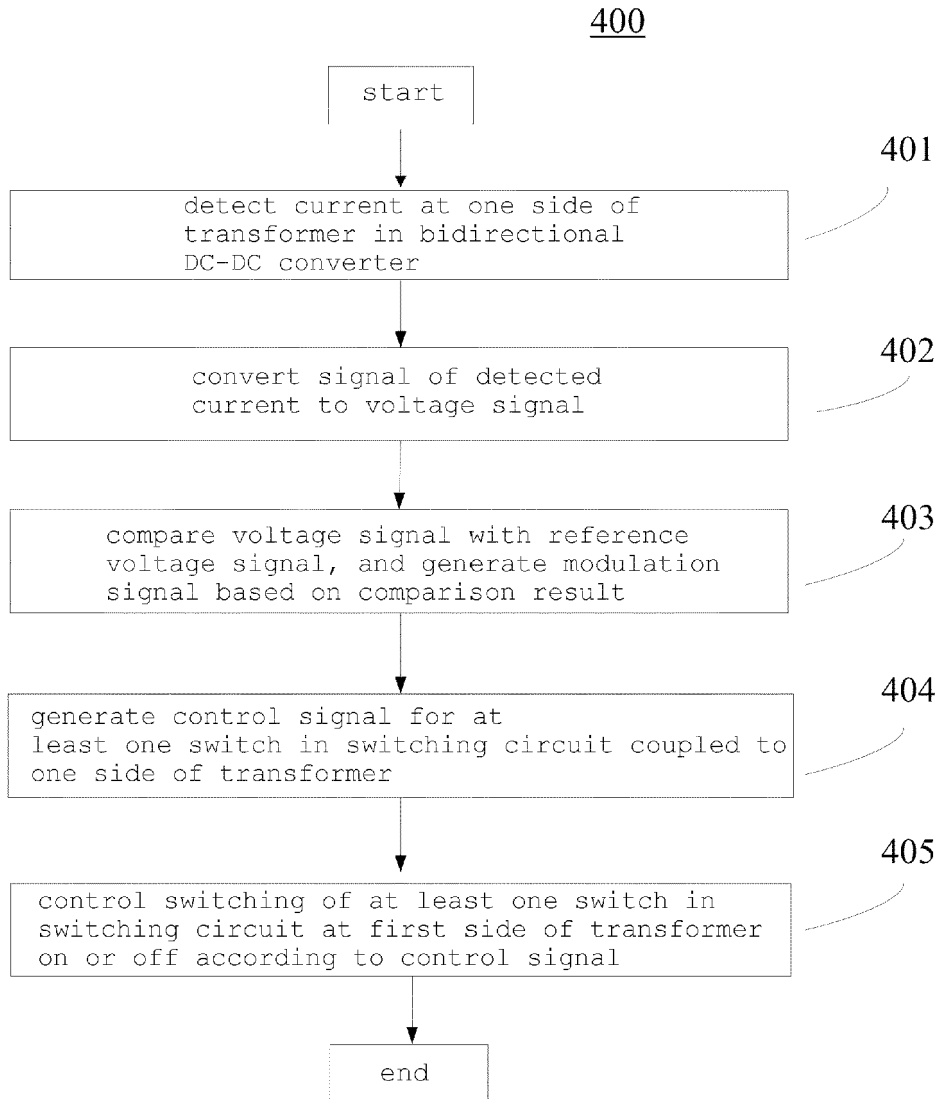 400
start
401
detect current at one side of
transformer in bidirectional
DC-DC converter
402
convert signal of detected
current to voltage signal
403
compare voltage signal with reference
voltage signal, and generate modulation
signal based on comparison result
404
generate control signal for at
least one switch in switching circuit coupled to
one side of transformer
405
control switching of at least one switch in
switching circuit at first side of transformer
on or off according to control signal
end